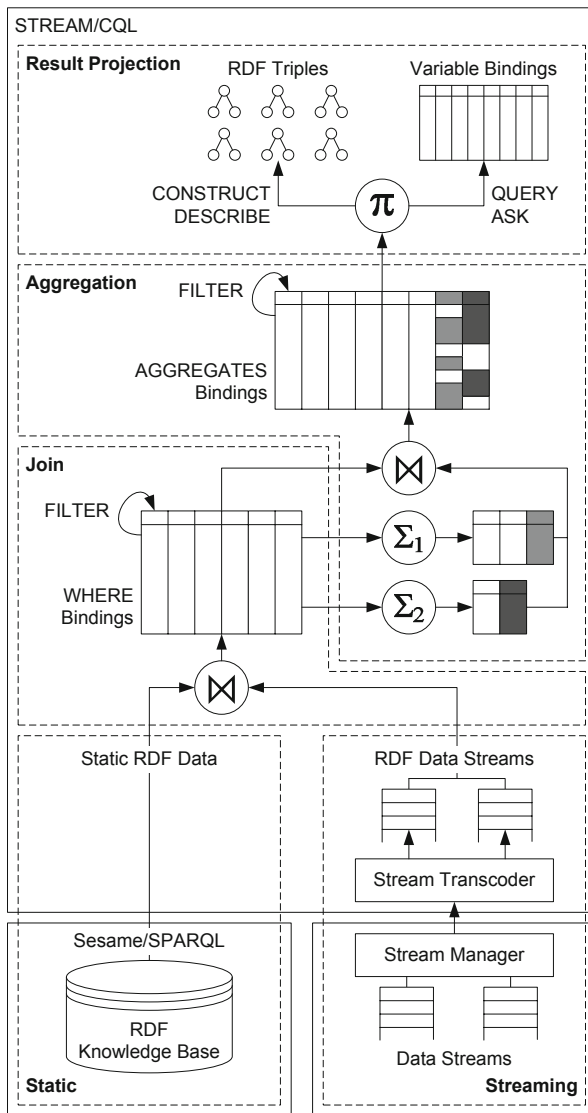 STREAM/CQL
Result Projection
RDF Triples
Variable Bindings
CONSTRUCT
DESCRIBE
π
QUERY
ASK
Aggregation
FILTER
AGGREGATES
Bindings
⋈
Join
FILTER
WHERE
Bindings
Σ1
Σ2
⋈
Static RDF Data
RDF Data Streams
Stream Transcoder
Sesame/SPARQL
Stream Manager
RDF
Knowledge Base
Data Streams
Static
Streaming